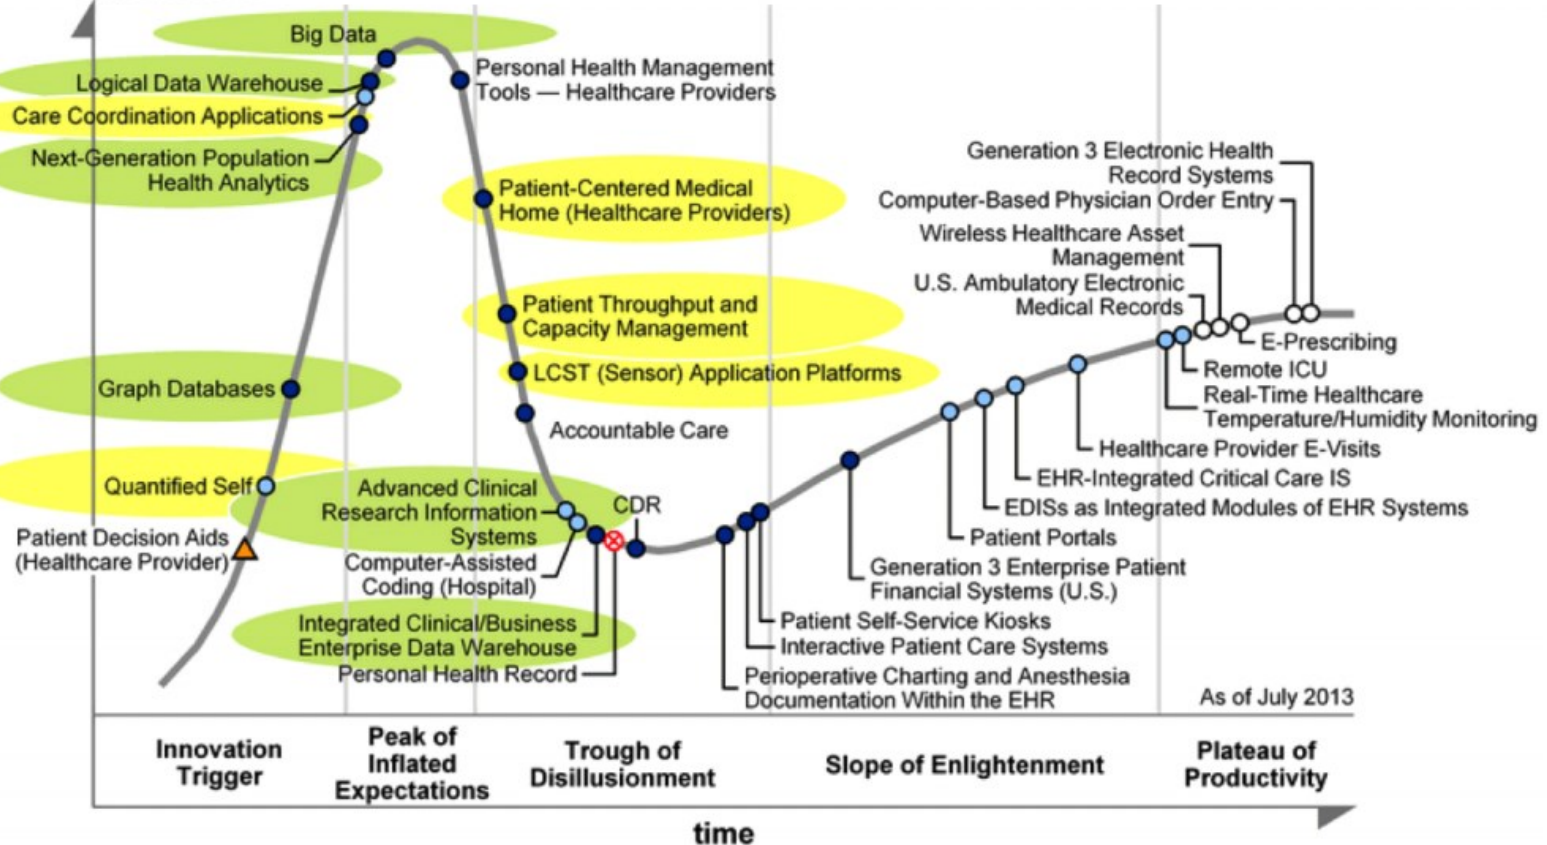 Big Data
Logical Data Warehouse
Care Coordination Applications
Next-Generation Population
Health Analytics
Graph Databases
Quantified Self
Patient Decision Aids
(Healthcare Provider)
Personal Health Management
Tools — Healthcare Providers
Patient-Centered Medical
Home (Healthcare Providers)
Patient Throughput and
Capacity Management
LCST (Sensor) Application Platforms
Accountable Care
Advanced Clinical
Research Information
Systems
Computer-Assisted
Coding (Hospital)
Integrated Clinical/Business
Enterprise Data Warehouse
Personal Health Record
CDR
Perioperative Charting and Anesthesia
Documentation Within the EHR
Interactive Patient Care Systems
Patient Self-Service Kiosks
Generation 3 Enterprise Patient
Financial Systems (U.S.)
Patient Portals
EDISs as Integrated Modules of EHR Systems
EHR-Integrated Critical Care IS
Healthcare Provider E-Visits
Real-Time Healthcare
Temperature/Humidity Monitoring
Remote ICU
E-Prescribing
U.S. Ambulatory Electronic
Medical Records
Wireless Healthcare Asset
Management
Computer-Based Physician Order Entry
Generation 3 Electronic Health
Record Systems
As of July 2013
Innovation
Trigger
Peak of
Inflated
Expectations
Trough of
Disillusionment
Slope of Enlightenment
Plateau of
Productivity
time